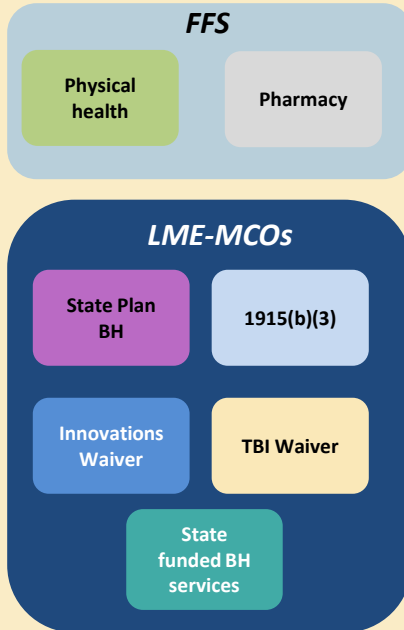 FFS
Physical
health
Pharmacy
LME-MCOs
State Plan
BH
1915(b)(3)
Innovations
Waiver
TBI Waiver
State
funded BH
services